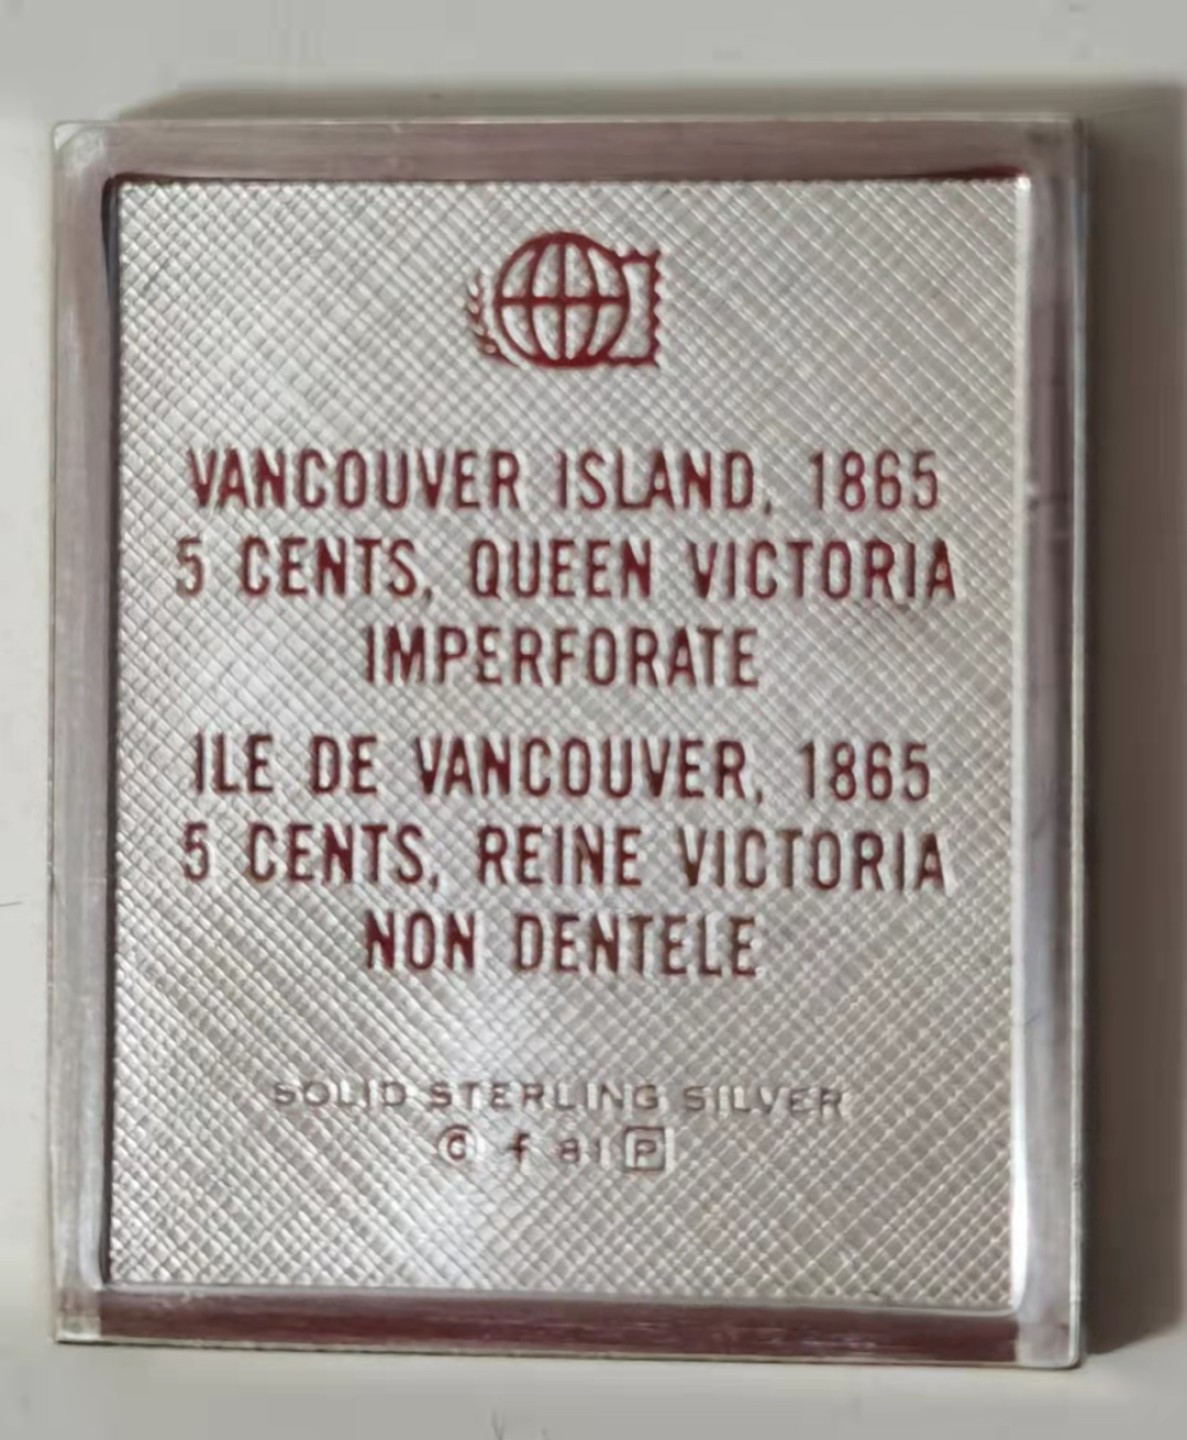 VANCOUVER ISLAND, 1865
5 CENTS, QUEEN VICTORIA
IMPERFORATE
ILE DE VANCOUVER, 1865
5 CENTS, REINE VICTORIA
NON DENTELE
SOLID STERLING SILVER
© f 81 P